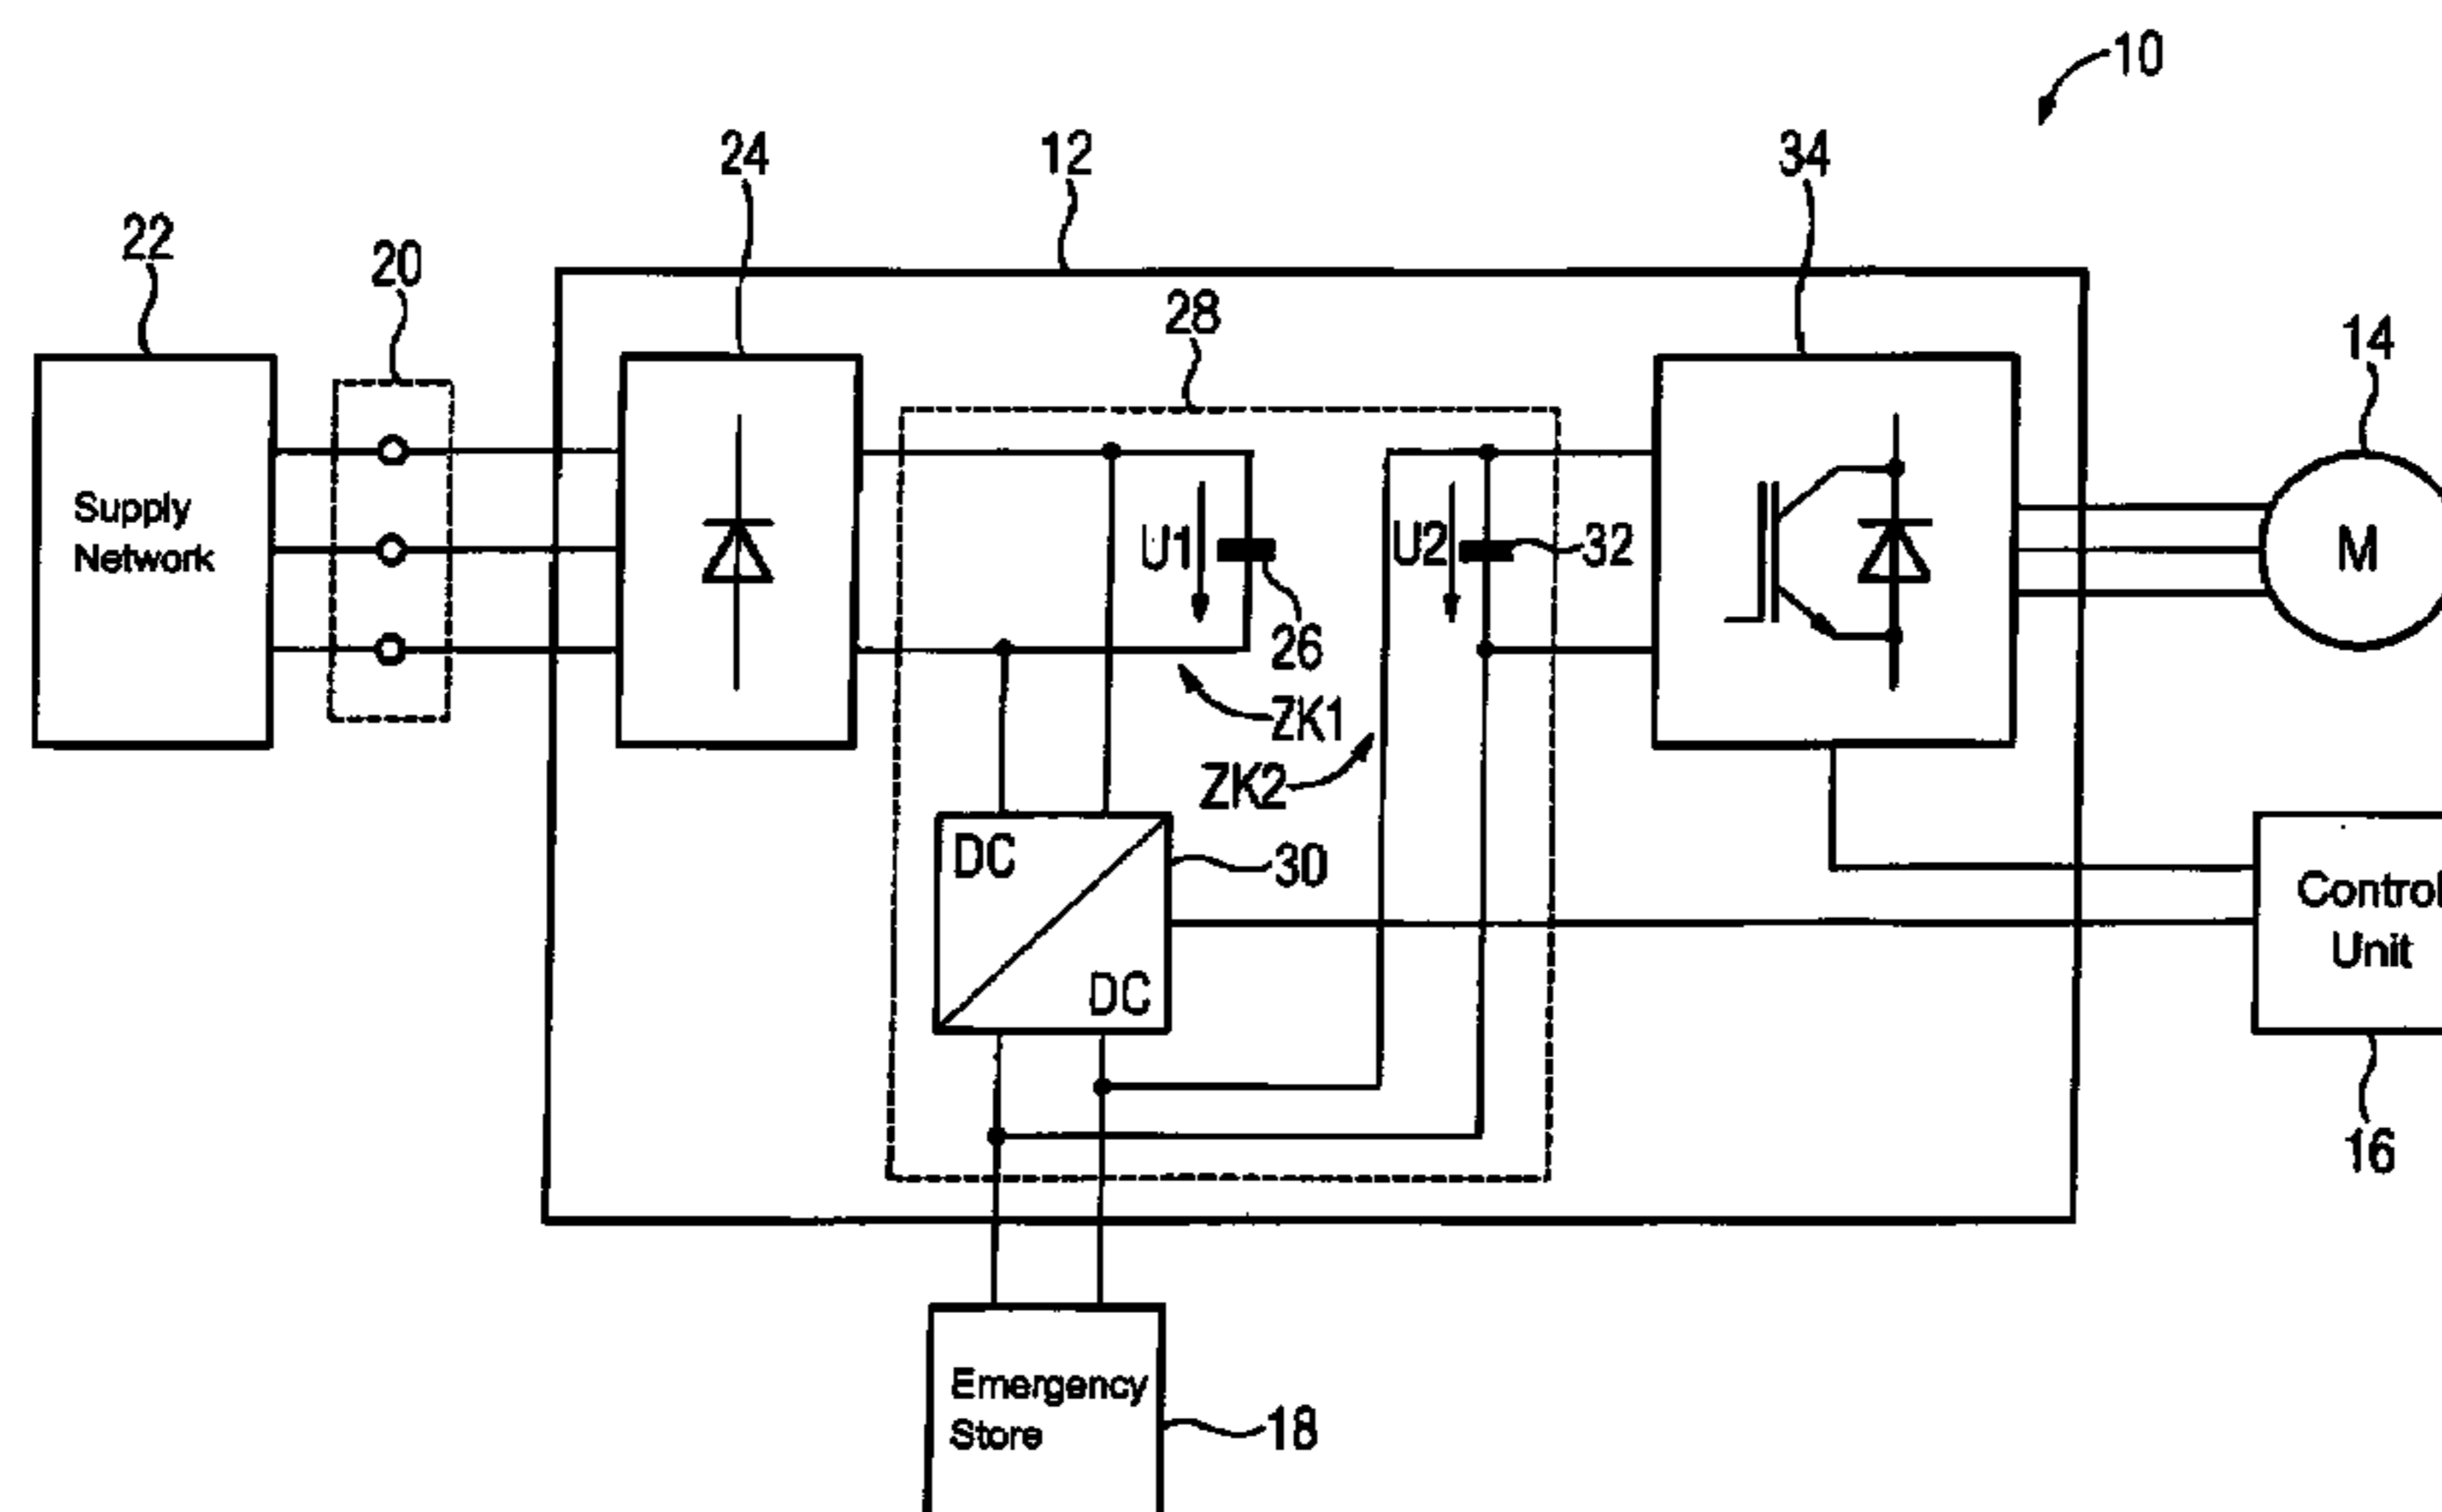 10
24
12
34
22
20
28
14
Supply
Network
U1
U2
32
M
26
ZK1
ZK2
DC
30
DC
Control
Unit
16
Emergency
Store
18